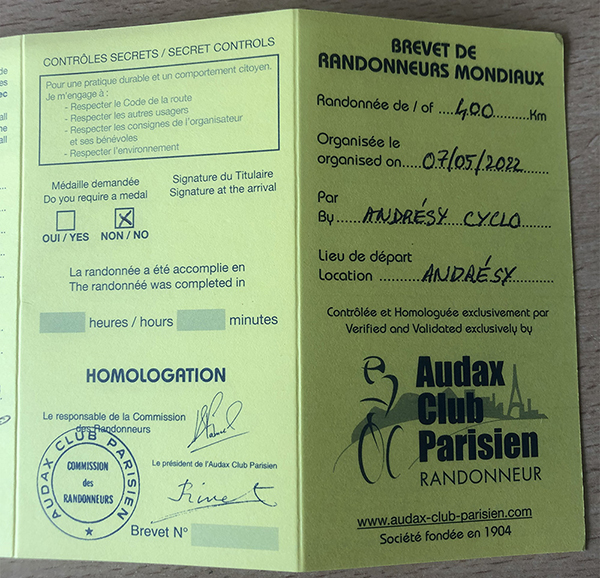 CONTRÔLES SECRETS / SECRET CONTROLS
Pour une pratique durable et un comportement citoyen.
Je m'engage à :
- Respecter le Code de la route
- Respecter les autres usagers
- Respecter les consignes de l'organisateur
et ses bénévoles
- Respecter l'environnement
Médaille demandée
Do you require a medal
Signature du Titulaire
Signature at the arrival
OUI / YES
NON / NO
La randonnée a été accomplie en
The randonnéé was completed in
heures / hours
minutes
HOMOLOGATION
Le responsable de la Commission
des Randonneurs
Le président de l'Audax Club Parisien
AUDAX CLUB PARISIEN
COMMISSION
des
RANDONNEURS
Brevet N°
BREVET DE
RANDONNEURS MONDIAUX
Randonnée de / of 400 Km
Organisée le
organised on 07/05/2022
Par
By ANDRÉSY CYCLO
Lieu de départ
Location ANDRÉSY
Contrôlée et Homologuée exclusivement par
Verified and Validated exclusively by
Audax
Club
Parisien
RANDONNEUR
www.audax-club-parisien.com
Société fondée en 1904